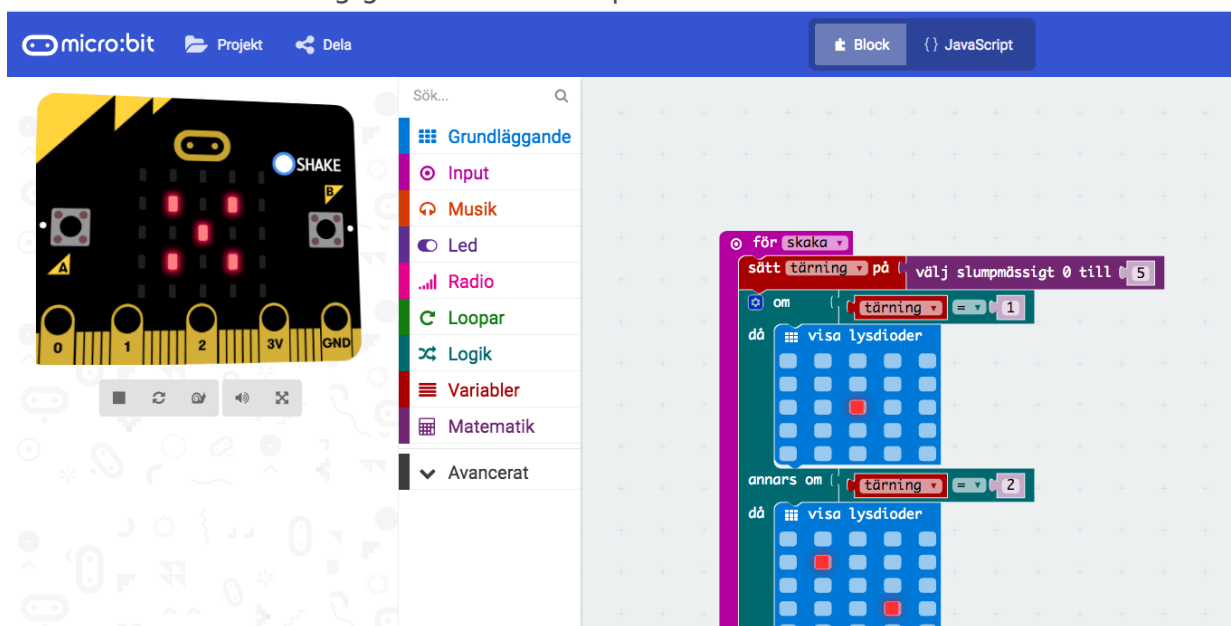 micro:bit Projekt Dela Block {} JavaScript
SHAKE
B
A
0 1 2 3V GND
Sök...
Grundläggande
Input
Musik
Led
Radio
Loopar
Logik
Variabler
Matematik
Avancerat
för skaka
sätt tärning på välj slumpmässigt 0 till 5
om tärning = 1
då visa lysdioder
annars om tärning = 2
då visa lysdioder